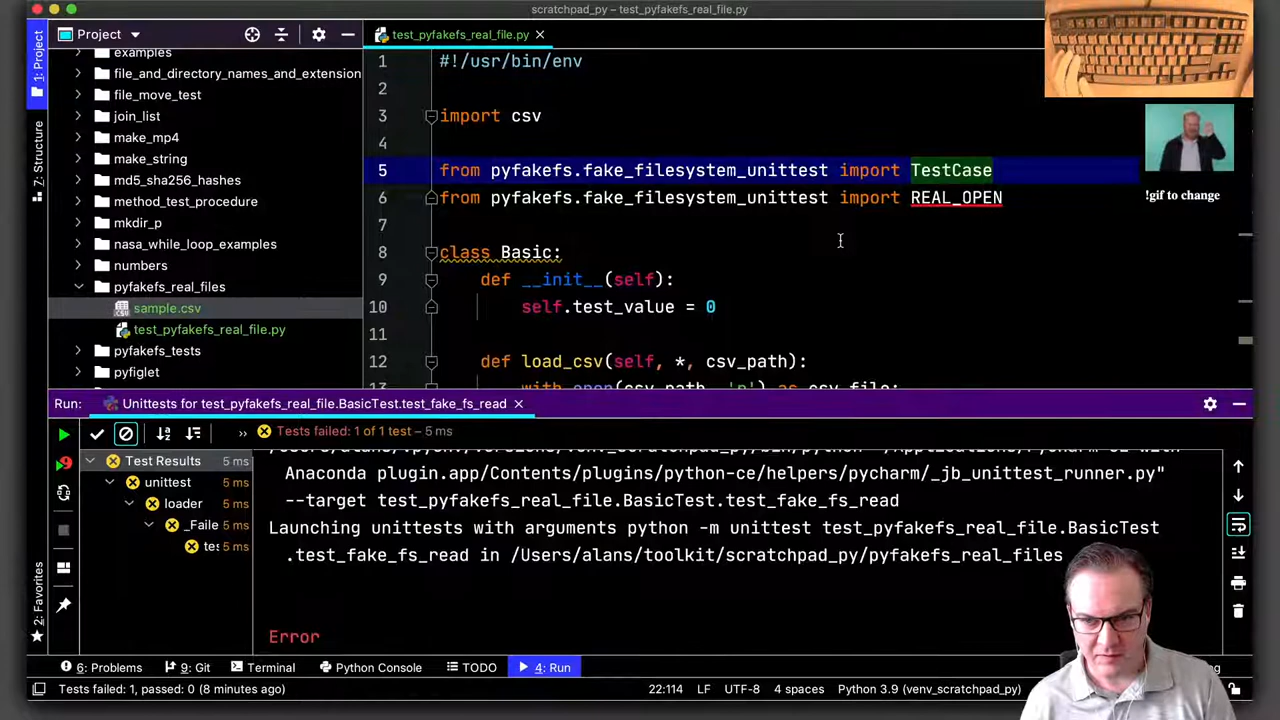 scratchpad_py – test_pyfakefs_real_file.py
Project
test_pyfakefs_real_file.py
1: Project
7: Structure
2: Favorites
examples
file_and_directory_names_and_extension
file_move_test
join_list
make_mp4
make_string
md5_sha256_hashes
method_test_procedure
mkdir_p
nasa_while_loop_examples
numbers
pyfakefs_real_files
sample.csv
test_pyfakefs_real_file.py
pyfakefs_tests
pyfiglet
1 #!/usr/bin/env
2
3 import csv
4
5 from pyfakefs.fake_filesystem_unittest import TestCase
6 from pyfakefs.fake_filesystem_unittest import REAL_OPEN
7
8 class Basic:
9 def __init__(self):
10 self.test_value = 0
11
12 def load_csv(self, *, csv_path):
13 with open(csv_path, 'r') as csv_file:
!gif to change
Run: Unittests for test_pyfakefs_real_file.BasicTest.test_fake_fs_read
» Tests failed: 1 of 1 test – 5 ms
Test Results 5 ms
unittest 5 ms
loader 5 ms
_Faile 5 ms
tes 5 ms
Anaconda plugin.app/Contents/plugins/python-ce/helpers/pycharm/_jb_unittest_runner.py"
--target test_pyfakefs_real_file.BasicTest.test_fake_fs_read
Launching unittests with arguments python -m unittest test_pyfakefs_real_file.BasicTest
.test_fake_fs_read in /Users/alans/toolkit/scratchpad_py/pyfakefs_real_files
Error
6: Problems 9: Git Terminal Python Console TODO 4: Run
Tests failed: 1, passed: 0 (8 minutes ago) 22:114 LF UTF-8 4 spaces Python 3.9 (venv_scratchpad_py)